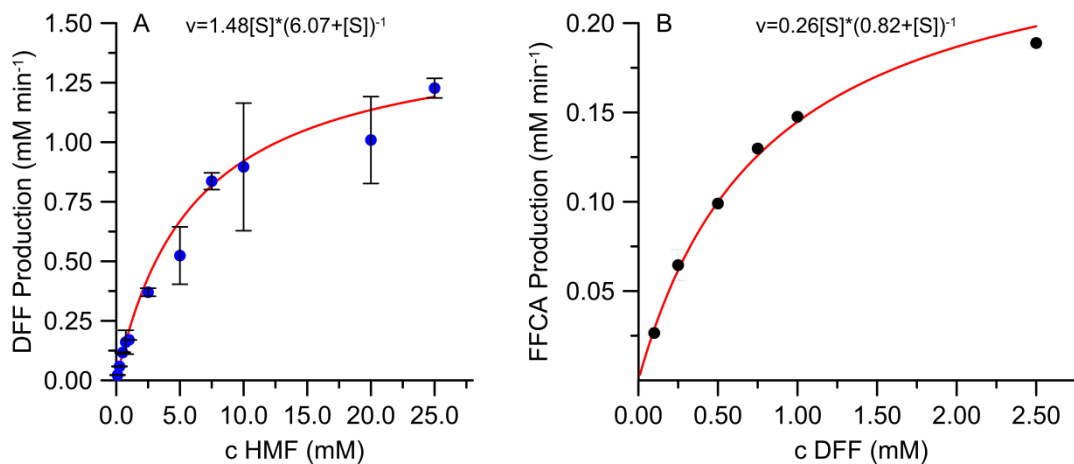 A
v=1.48[S]*(6.07+[S])⁻¹
DFF Production (mM min⁻¹)
1.50
1.25
1.00
0.75
0.50
0.25
0.00
0.0 5.0 10.0 15.0 20.0 25.0
c HMF (mM)
B
v=0.26[S]*(0.82+[S])⁻¹
FFCA Production (mM min⁻¹)
0.20
0.15
0.10
0.05
0.00 0.50 1.00 1.50 2.00 2.50
c DFF (mM)